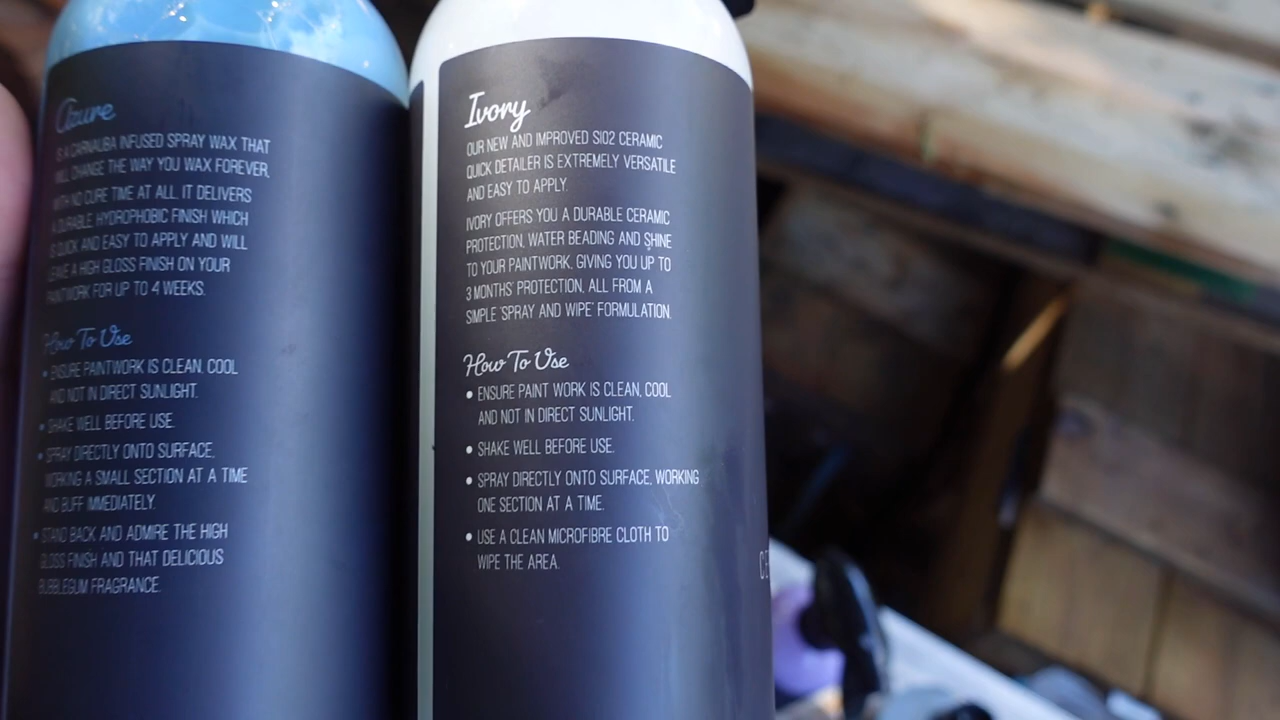 Azure
IS A CARNAUBA INFUSED SPRAY WAX THAT
WILL CHANGE THE WAY YOU WAX FOREVER,
WITH NO CURE TIME AT ALL. IT DELIVERS
A DURABLE, HYDROPHOBIC FINISH WHICH
IS QUICK AND EASY TO APPLY AND WILL
LEAVE A HIGH GLOSS FINISH ON YOUR
PAINTWORK FOR UP TO 4 WEEKS.
How To Use
• ENSURE PAINTWORK IS CLEAN, COOL
AND NOT IN DIRECT SUNLIGHT.
• SHAKE WELL BEFORE USE.
• SPRAY DIRECTLY ONTO SURFACE,
WORKING A SMALL SECTION AT A TIME
AND BUFF IMMEDIATELY.
• STAND BACK AND ADMIRE THE HIGH
GLOSS FINISH AND THAT DELICIOUS
BUBBLEGUM FRAGRANCE.
Ivory
OUR NEW AND IMPROVED SI02 CERAMIC
QUICK DETAILER IS EXTREMELY VERSATILE
AND EASY TO APPLY.
IVORY OFFERS YOU A DURABLE CERAMIC
PROTECTION, WATER BEADING AND SHINE
TO YOUR PAINTWORK, GIVING YOU UP TO
3 MONTHS' PROTECTION, ALL FROM A
SIMPLE 'SPRAY AND WIPE' FORMULATION.
How To Use
• ENSURE PAINT WORK IS CLEAN, COOL
AND NOT IN DIRECT SUNLIGHT.
• SHAKE WELL BEFORE USE.
• SPRAY DIRECTLY ONTO SURFACE, WORKING
ONE SECTION AT A TIME.
• USE A CLEAN MICROFIBRE CLOTH TO
WIPE THE AREA.